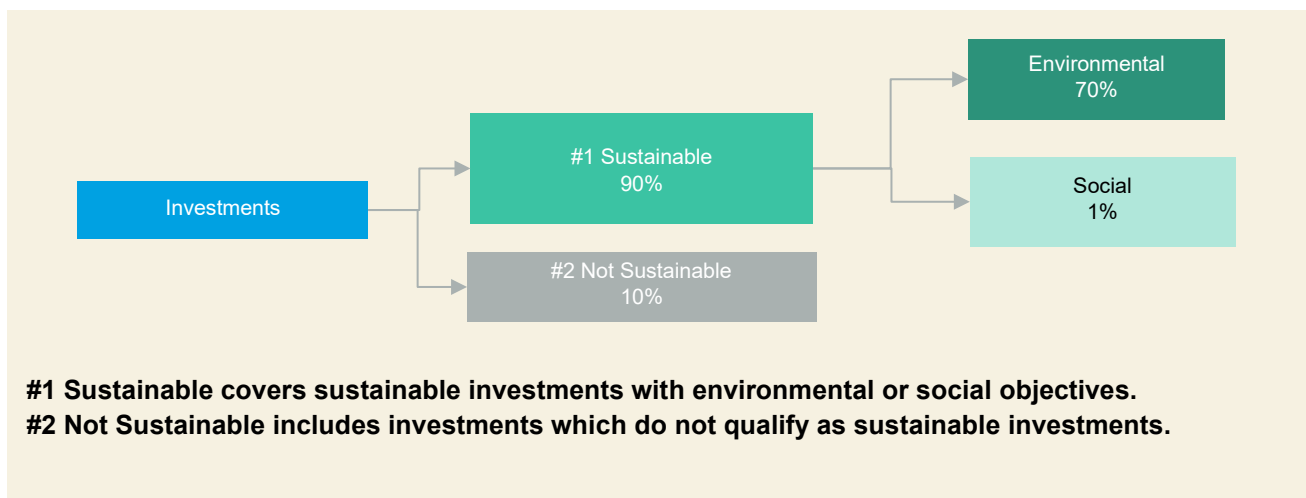 Environmental
70%
#1 Sustainable
90%
Social
1%
Investments
#2 Not Sustainable
10%
#1 Sustainable covers sustainable investments with environmental or social objectives.
#2 Not Sustainable includes investments which do not qualify as sustainable investments.